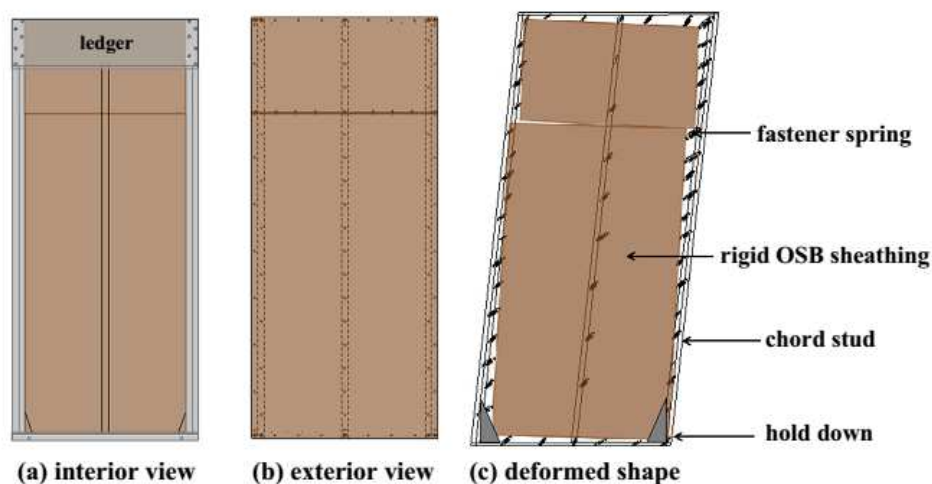 ledger
fastener spring
rigid OSB sheathing
chord stud
hold down
(a) interior view
(b) exterior view
(c) deformed shape